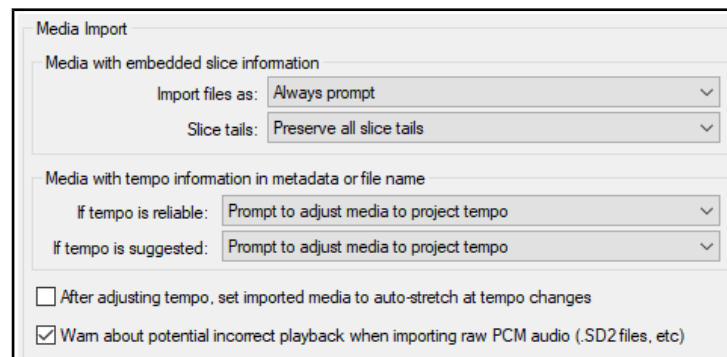 Media Import
Media with embedded slice information
Import files as: Always prompt
Slice tails: Preserve all slice tails
Media with tempo information in metadata or file name
If tempo is reliable: Prompt to adjust media to project tempo
If tempo is suggested: Prompt to adjust media to project tempo
After adjusting tempo, set imported media to auto-stretch at tempo changes
Warn about potential incorrect playback when importing raw PCM audio (.SD2 files, etc)